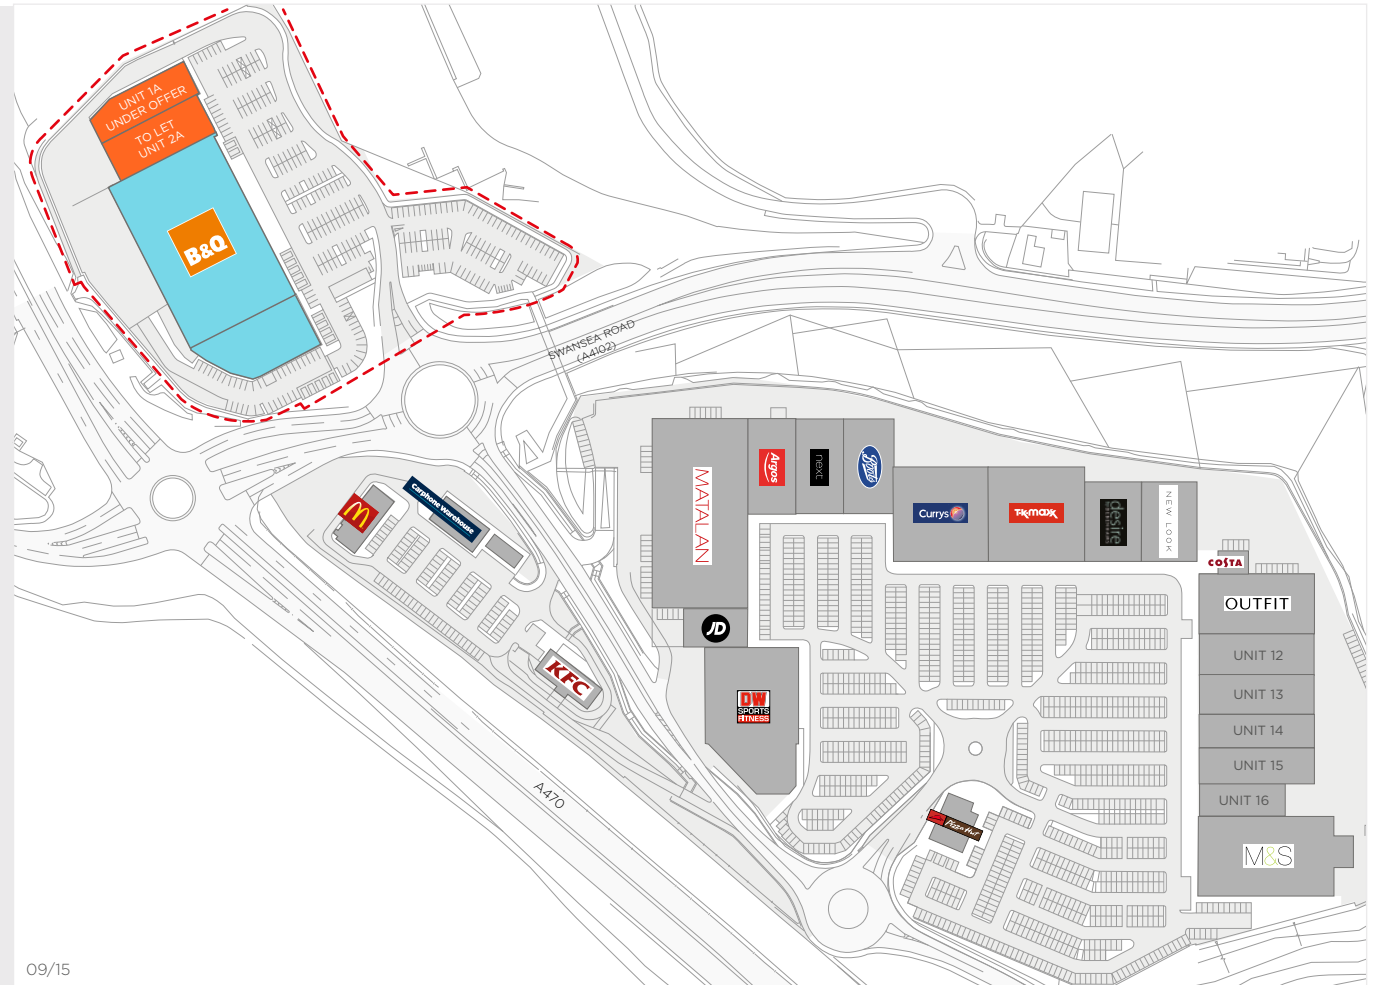 UNIT 1A
UNDER OFFER
TO LET
UNIT 2A
B&Q
SWANSEA ROAD
(A4102)
Carphone Warehouse
KFC
A470
MATALAN
Argos
next
Boots
Currys
TK maxx
desire
NEW LOOK
COSTA
OUTFIT
JD
DW
SPORTS
FITNESS
UNIT 12
UNIT 13
UNIT 14
UNIT 15
UNIT 16
Pizza Hut
M&S
09/15